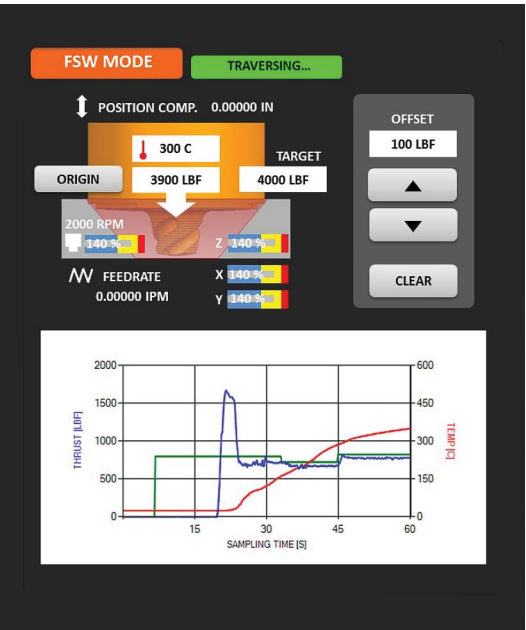 FSW MODE
TRAVERSING...
POSITION COMP. 0.00000 IN
OFFSET
100 LBF
300 C
TARGET
ORIGIN
3900 LBF
4000 LBF
2000 RPM
140 %
Z 140 %
FEEDRATE
X 140 %
0.00000 IPM
Y 140 %
CLEAR
2000
600
1500
450
1000
300
500
150
0
0
THRUST [LBF]
TEMP [C]
15
30
45
60
SAMPLING TIME [S]